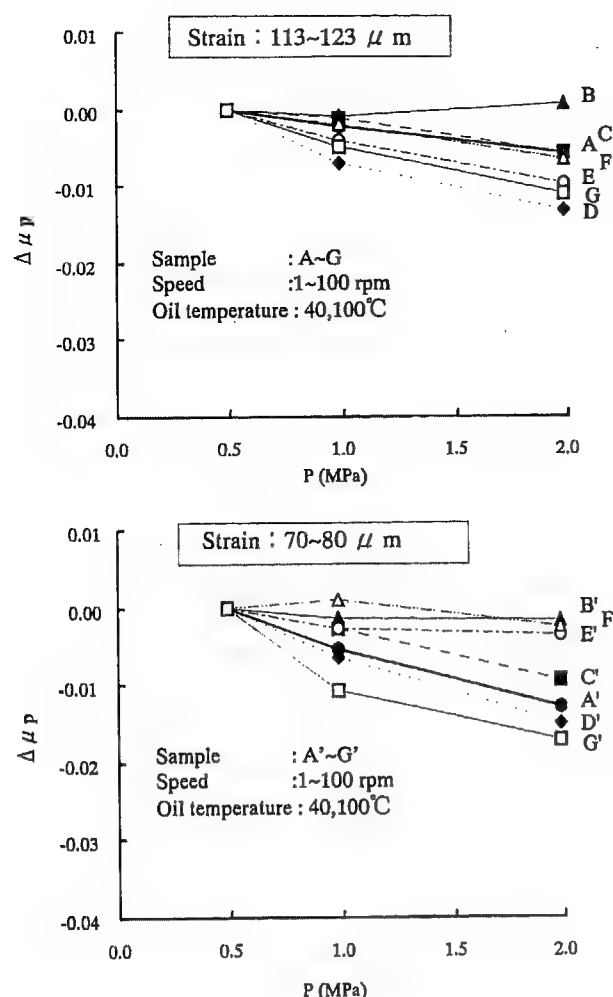 Strain : 113~123 μ m
0.01
0.00
-0.01
-0.02
-0.03
-0.04
Δ μ p
B
C
A
F
E
G
D
Sample : A~G
Speed :1~100 rpm
Oil temperature : 40,100℃
0.0 0.5 1.0 1.5 2.0
P (MPa)
Strain : 70~80 μ m
0.01
0.00
-0.01
-0.02
-0.03
-0.04
Δ μ p
B'
F
E'
C'
A'
D'
G'
Sample : A'~G'
Speed :1~100 rpm
Oil temperature : 40,100℃
0.0 0.5 1.0 1.5 2.0
P (MPa)